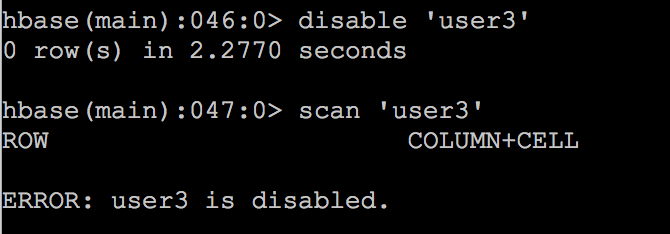 hbase(main):046:0> disable 'user3'
0 row(s) in 2.2770 seconds
hbase(main):047:0> scan 'user3'
ROW COLUMN+CELL
ERROR: user3 is disabled.